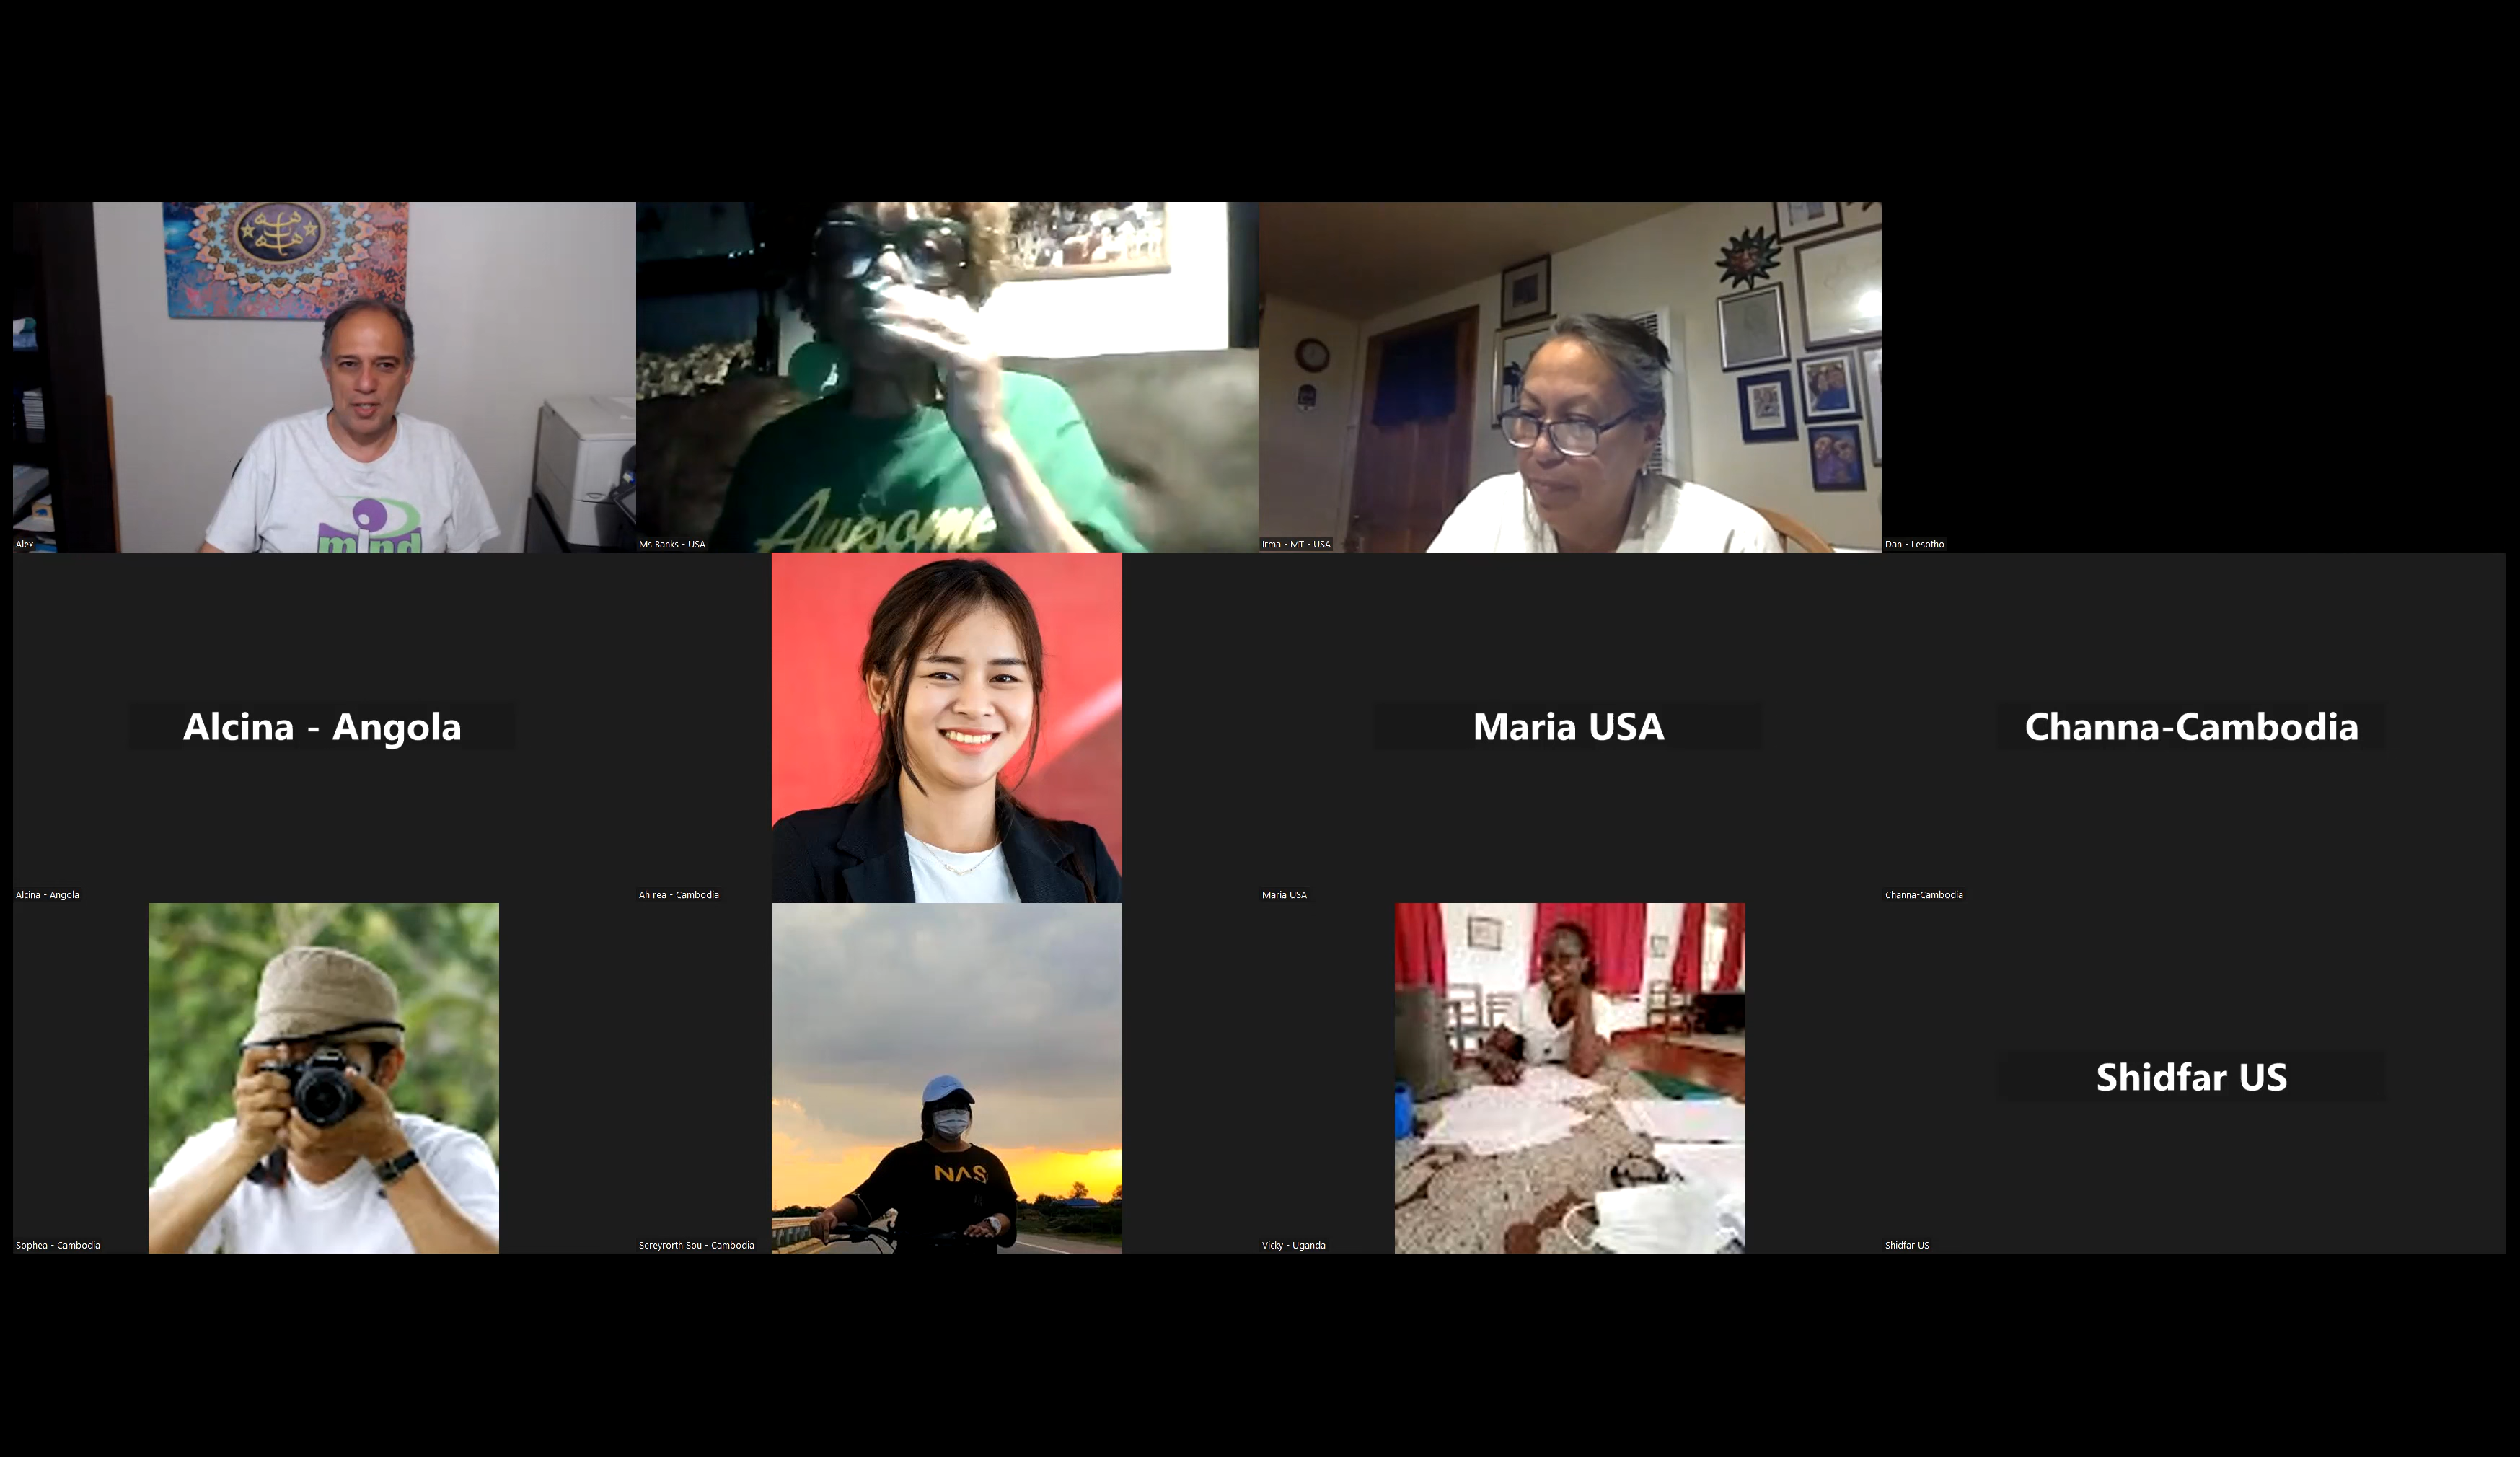 mind
Awesome
Alex
Ms Banks - USA
Irma - MT - USA
Dan - Lesotho
Alcina - Angola
Maria USA
Channa-Cambodia
Alcina - Angola
Ah rea - Cambodia
Maria USA
Channa-Cambodia
NAS
Shidfar US
Sophea - Cambodia
Sereyrorth Sou - Cambodia
Vicky - Uganda
Shidfar US